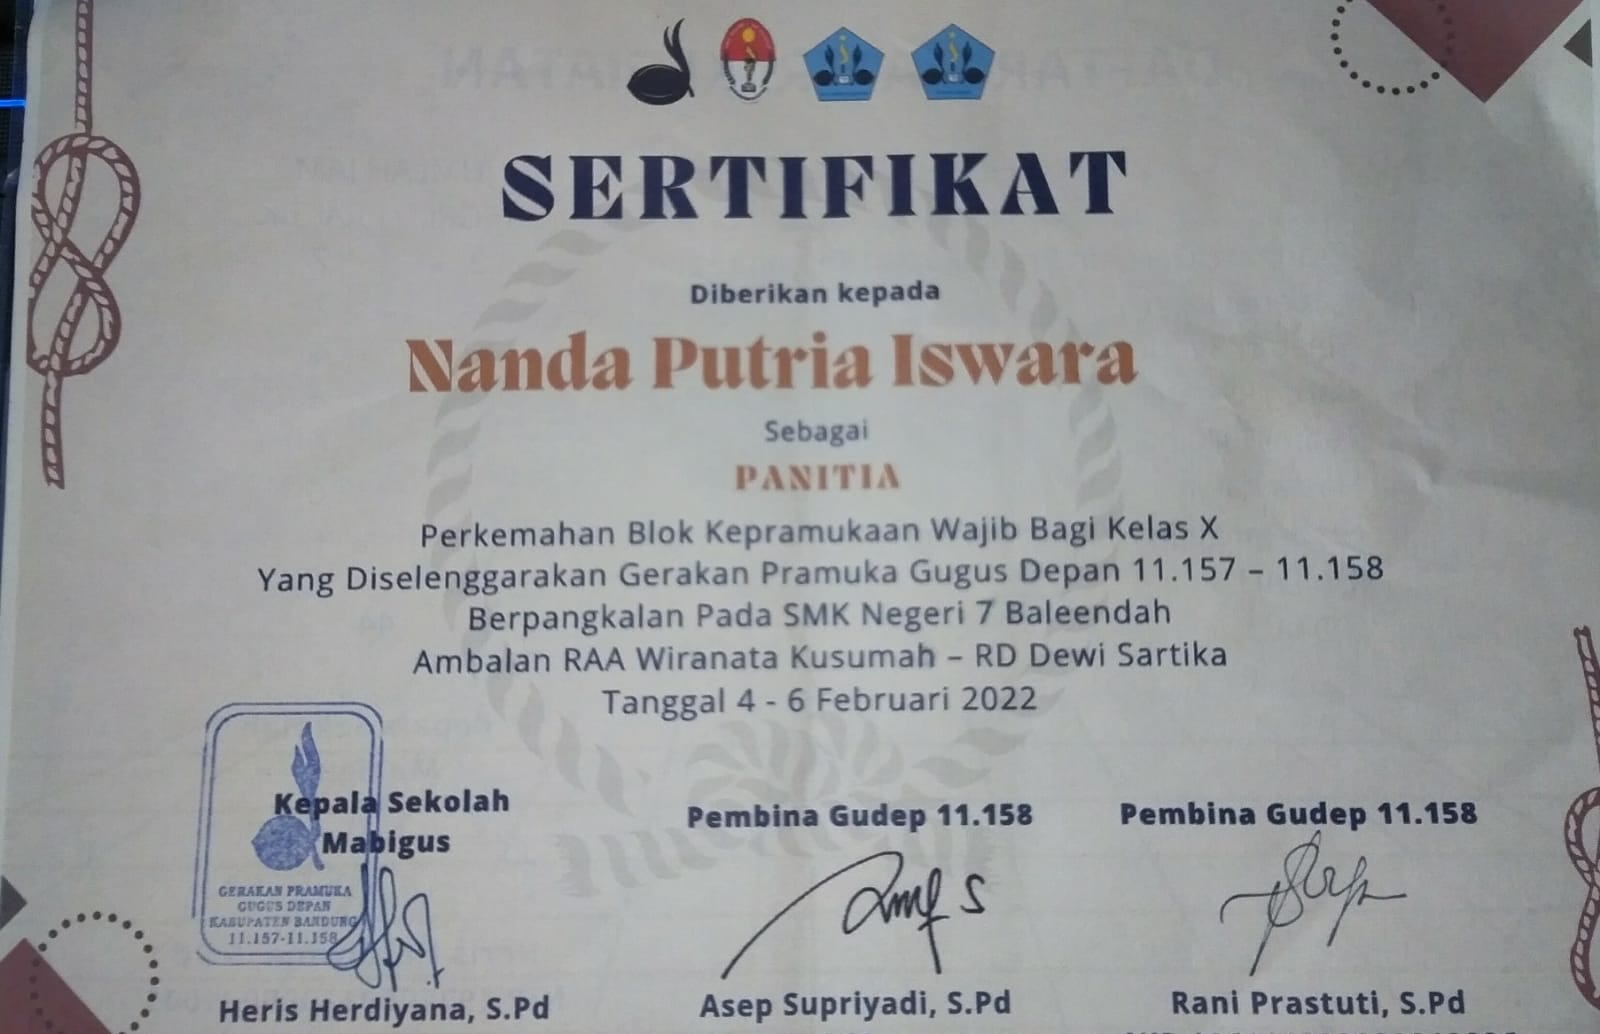 SERTIFIKAT
Diberikan kepada
Nanda Putria Iswara
Sebagai
PANITIA
Perkemahan Blok Kepramukaan Wajib Bagi Kelas X
Yang Diselenggarakan Gerakan Pramuka Gugus Depan 11.157 – 11.158
Berpangkalan Pada SMK Negeri 7 Baleendah
Ambalan RAA Wiranata Kusumah – RD Dewi Sartika
Tanggal 4 - 6 Februari 2022
Kepala Sekolah
Mabigus
GERAKAN PRAMUKA
GUGUS DEPAN
KABUPATEN BANDUNG
11.157-11.158
Heris Herdiyana, S.Pd
Pembina Gudep 11.158
Asep Supriyadi, S.Pd
Pembina Gudep 11.158
Rani Prastuti, S.Pd